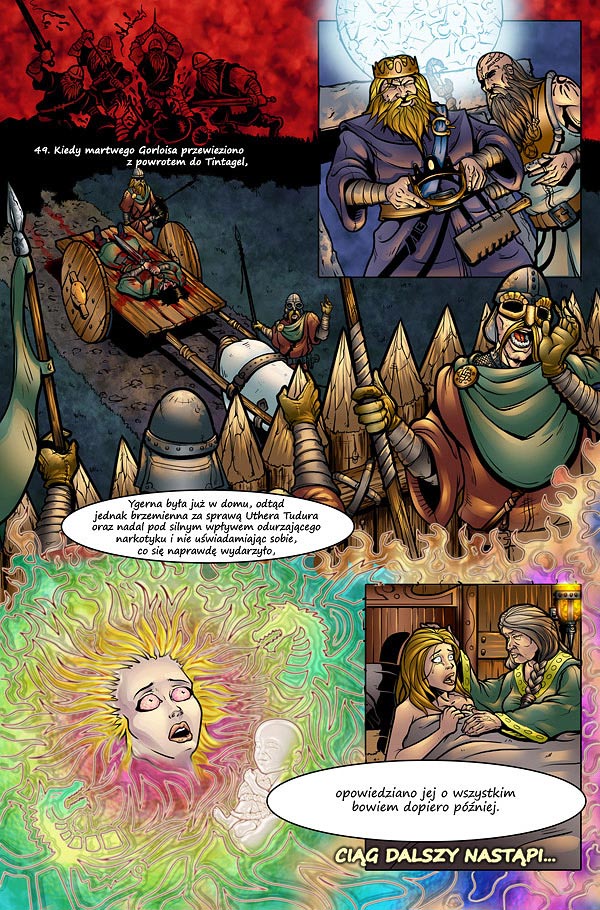 49. Kiedy martwego Gorloisa przewieziono
z powrotem do Tintagel,
Ygerna była już w domu, odtąd
jednak brzemienna za sprawą Uthera Tudura
oraz nadal pod silnym wpływem odurzającego
narkotyku i nie uświadamiając sobie,
co się naprawdę wydarzyło,
opowiedziano jej o wszystkim
bowiem dopiero później.
CIĄG DALSZY NASTĄPI...